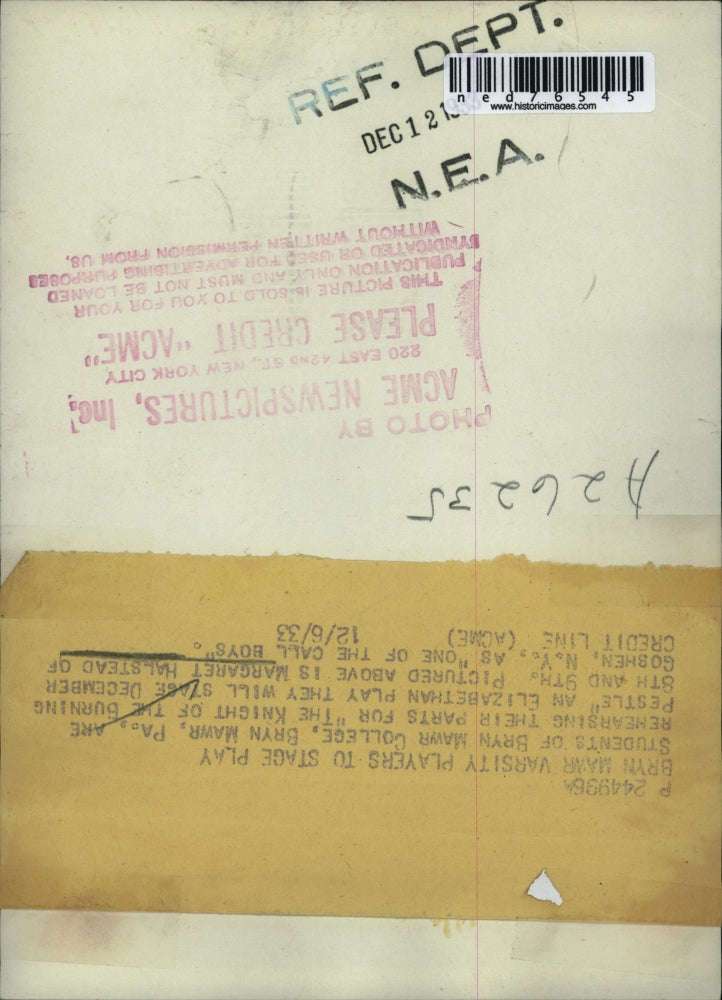 REF. DEPT.
DEC 12 19
N.E.A.
ned76545
www.historicimages.com
PHOTO BY
ACME NEWSPICTURES, Inc.
220 EAST 42ND ST., NEW YORK CITY
PLEASE CREDIT "ACME"
THIS PICTURE IS SOLD TO YOU FOR YOUR
PUBLICATION ONLY AND MUST NOT BE LOANED
SYNDICATED OR USED FOR ADVERTISING PURPOSES
WITHOUT WRITTEN PERMISSION FROM US.
A26235
P 244996A
BRYN MAWR VARSITY PLAYERS TO STAGE PLAY
STUDENTS OF BRYN MAWR COLLEGE, BRYN MAWR, PA., ARE
REHEARSING THEIR PARTS FOR "THE KNIGHT OF THE BURNING
PESTLE," AN ELIZABETHAN PLAY THEY WILL STAGE DECEMBER
8TH AND 9TH. PICTURED ABOVE IS MARGARET HALSTEAD OF
GOSHEN, N.Y., AS "ONE OF THE CALL BOYS".
CREDIT LINE (ACME) 12/6/33